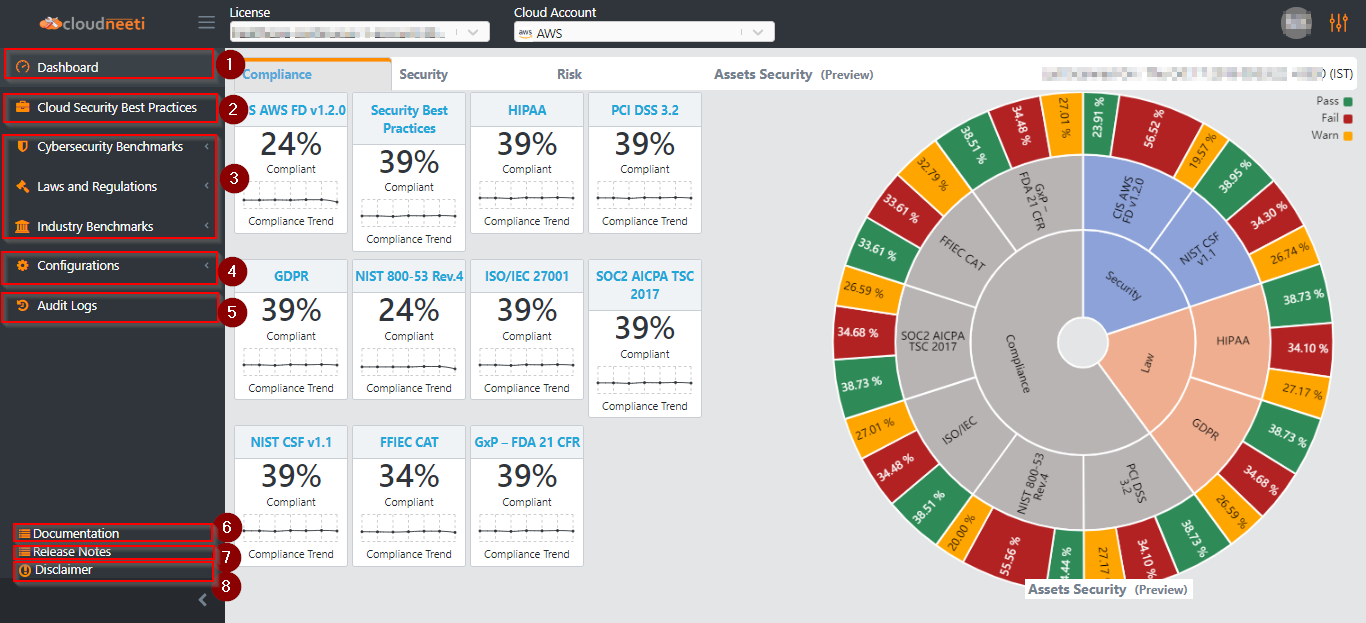 cloudneeti
License
Cloud Account
aws AWS
Dashboard
1
Cloud Security Best Practices
2
Cybersecurity Benchmarks
Laws and Regulations
3
Industry Benchmarks
Configurations
4
Audit Logs
5
Documentation
6
Release Notes
7
Disclaimer
8
Compliance
Security
Risk
Assets Security (Preview)
(IST)
S AWS FD v1.2.0
24%
Compliant
Compliance Trend
Security Best
Practices
39%
Compliant
Compliance Trend
HIPAA
39%
Compliant
Compliance Trend
PCI DSS 3.2
39%
Compliant
Compliance Trend
GDPR
39%
Compliant
Compliance Trend
NIST 800-53 Rev.4
24%
Compliant
Compliance Trend
ISO/IEC 27001
39%
Compliant
Compliance Trend
SOC2 AICPA TSC
2017
39%
Compliant
Compliance Trend
NIST CSF v1.1
39%
Compliant
Compliance Trend
FFIEC CAT
34%
Compliant
Compliance Trend
GxP – FDA 21 CFR
39%
Compliant
Compliance Trend
Pass
Fail
Warn
Security
Law
Compliance
CIS AWS
FD v1.2.0
NIST CSF
v1.1
HIPAA
GDPR
PCI DSS
3.2
NIST 800-53
Rev.4
ISO/IEC
SOC2 AICPA
TSC 2017
FFIEC CAT
GxP –
FDA 21 CFR
23.91 %
56.52 %
19.57 %
38.95 %
34.30 %
26.74 %
38.73 %
34.10 %
27.17 %
38.73 %
34.68 %
26.59 %
38.73 %
34.10 %
27.17
4.44 %
55.56 %
20.00 %
38.51 %
34.48 %
27.01 %
38.73 %
34.68 %
26.59 %
33.61 %
33.61 %
32.79 %
38.51 %
34.48 %
27.01 %
Assets Security (Preview)